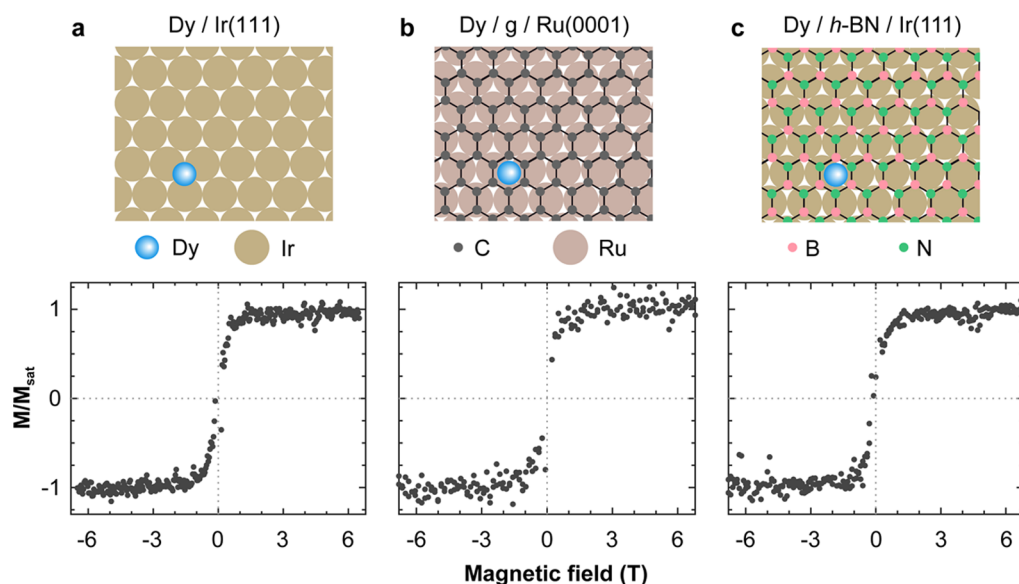 a Dy / Ir(111)
b Dy / g / Ru(0001)
c Dy / h-BN / Ir(111)
Dy Ir
C Ru
B N
M/Msat
1
0
-1
-6 -3 0 3 6
-6 -3 0 3 6
-6 -3 0 3 6
Magnetic field (T)